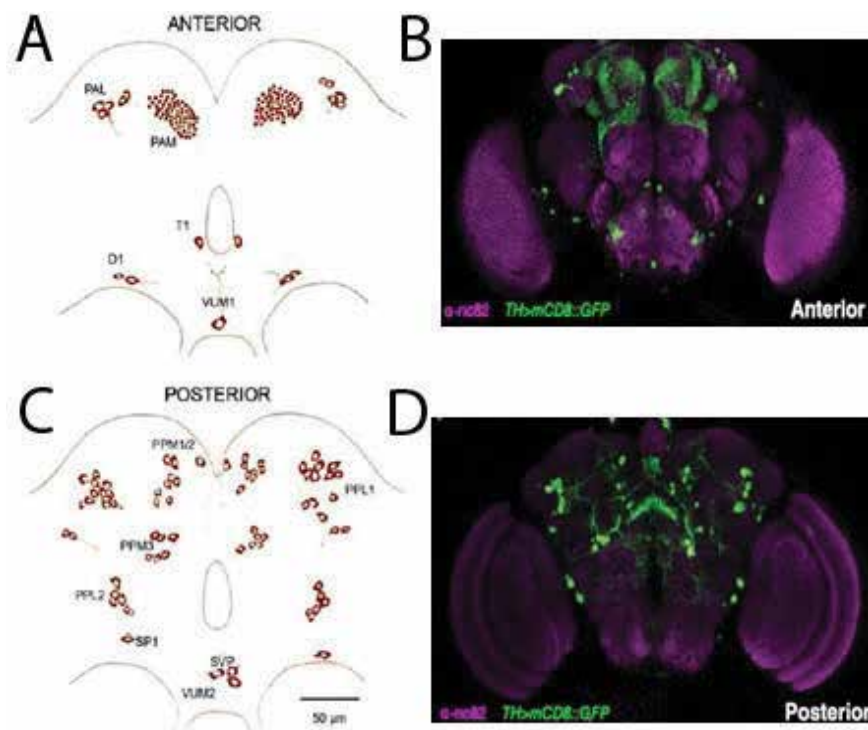 A
ANTERIOR
PAL
PAM
T1
D1
VUM1
B
α-nc82 TH>mCD8::GFP Anterior
C
POSTERIOR
PPM1/2
PPL1
PPM3
PPL2
SP1
SVP
VUM2
50 µm
D
α-nc82 TH>mCD8::GFP Posterior